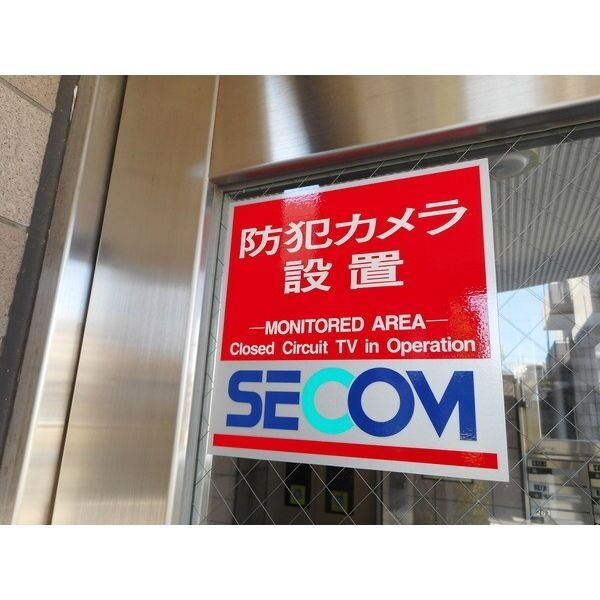 防犯カメラ
設置
MONITORED AREA
Closed Circuit TV in Operation
SECOM